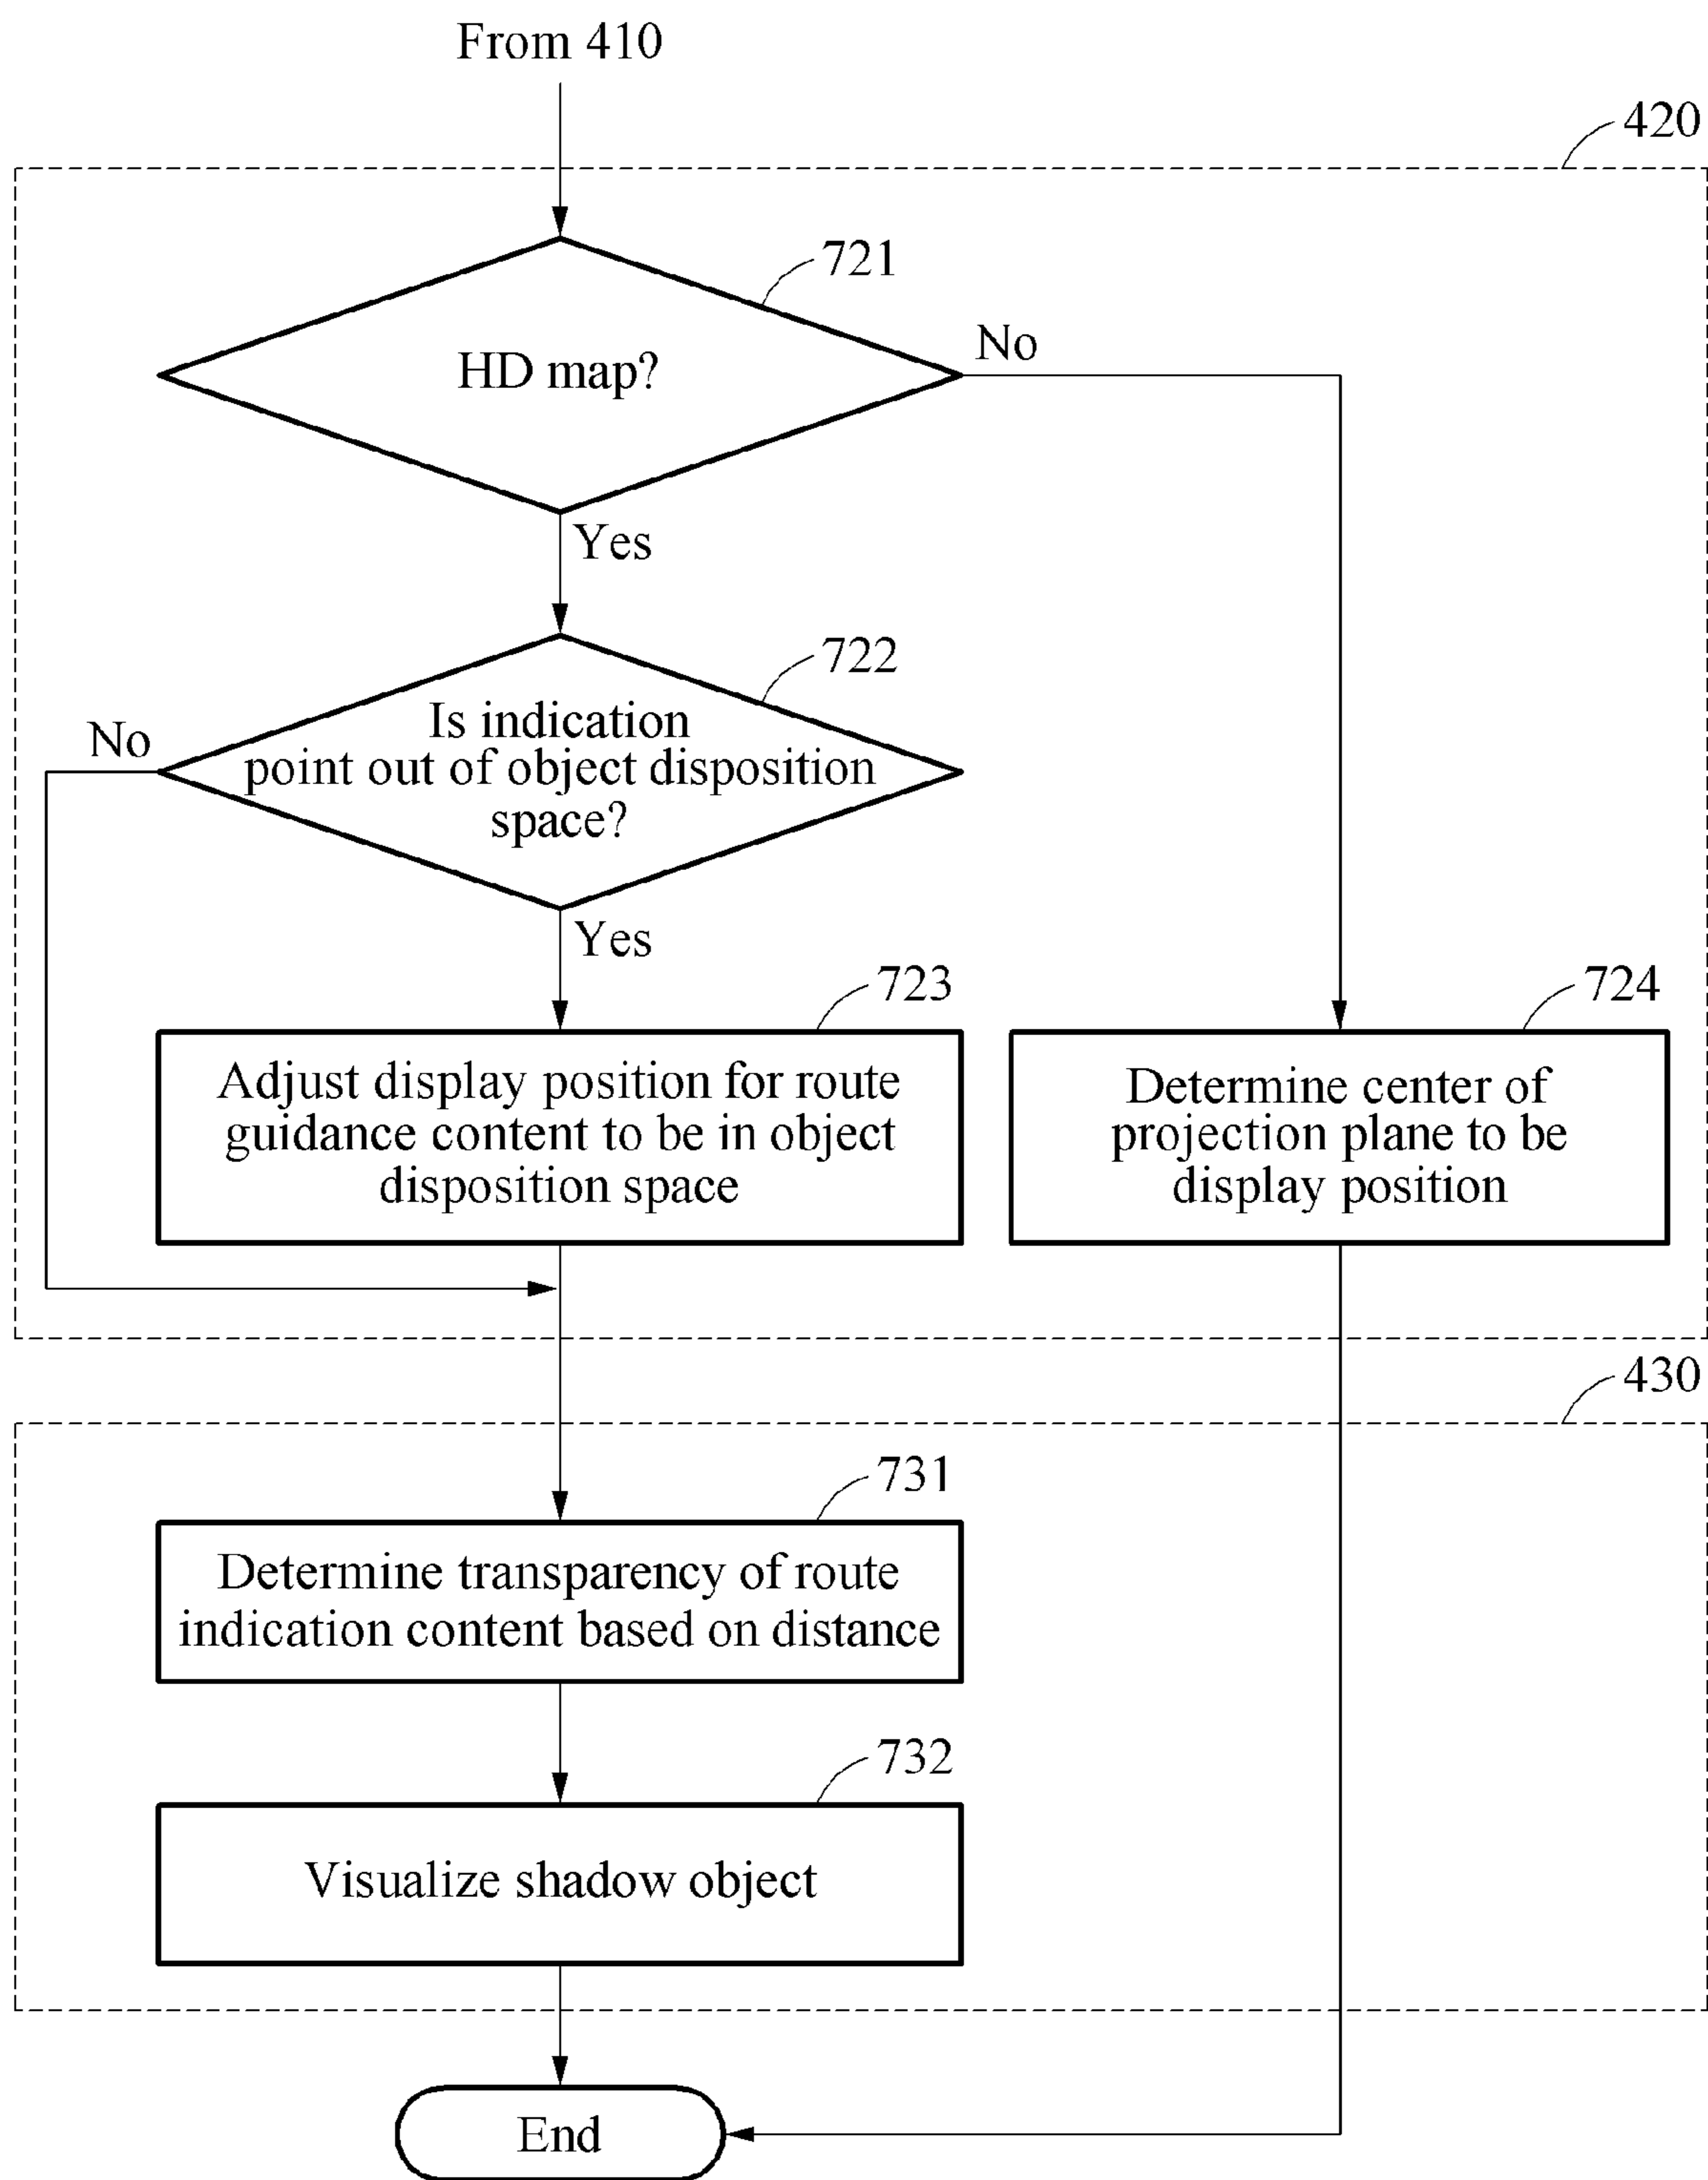 From 410
420
721
HD map?
No
Yes
722
No
Is indication
point out of object disposition
space?
Yes
723
724
Adjust display position for route
guidance content to be in object
disposition space
Determine center of
projection plane to be
display position
430
731
Determine transparency of route
indication content based on distance
732
Visualize shadow object
End